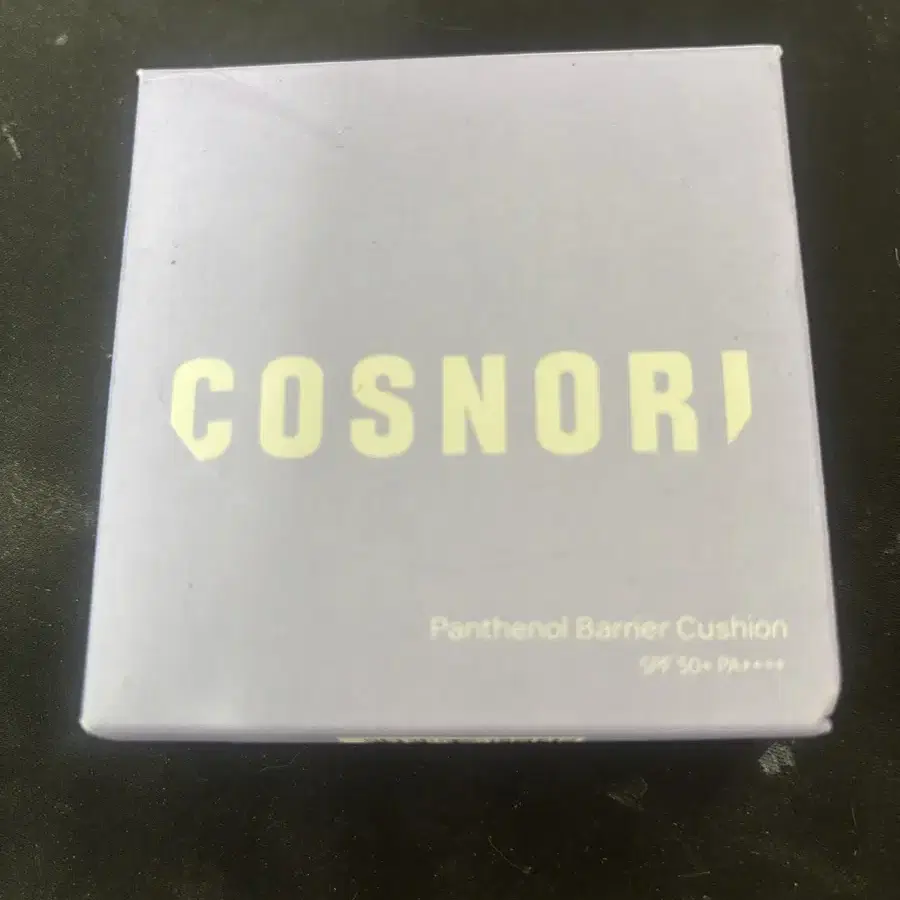 COSNORI
Panthenol Barrier Cushion
SPF 50+ PA++++